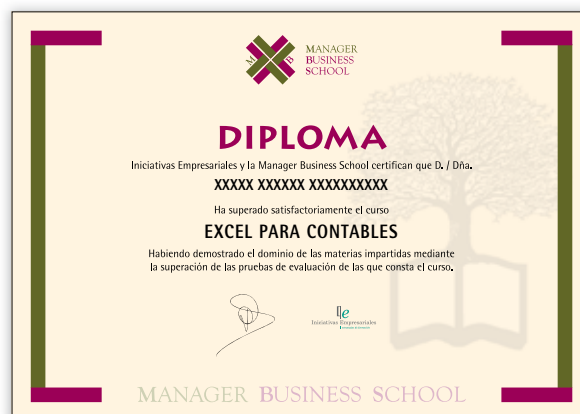 M B
MANAGER
BUSINESS
SCHOOL
DIPLOMA
Iniciativas Empresariales y la Manager Business School certifican que D. / Dña.
XXXXX XXXXXX XXXXXXXXXX
Ha superado satisfactoriamente el curso
EXCEL PARA CONTABLES
Habiendo demostrado el dominio de las materias impartidas mediante
la superación de las pruebas de evaluación de las que consta el curso.
Iniciativas Empresariales
MANAGER BUSINESS SCHOOL